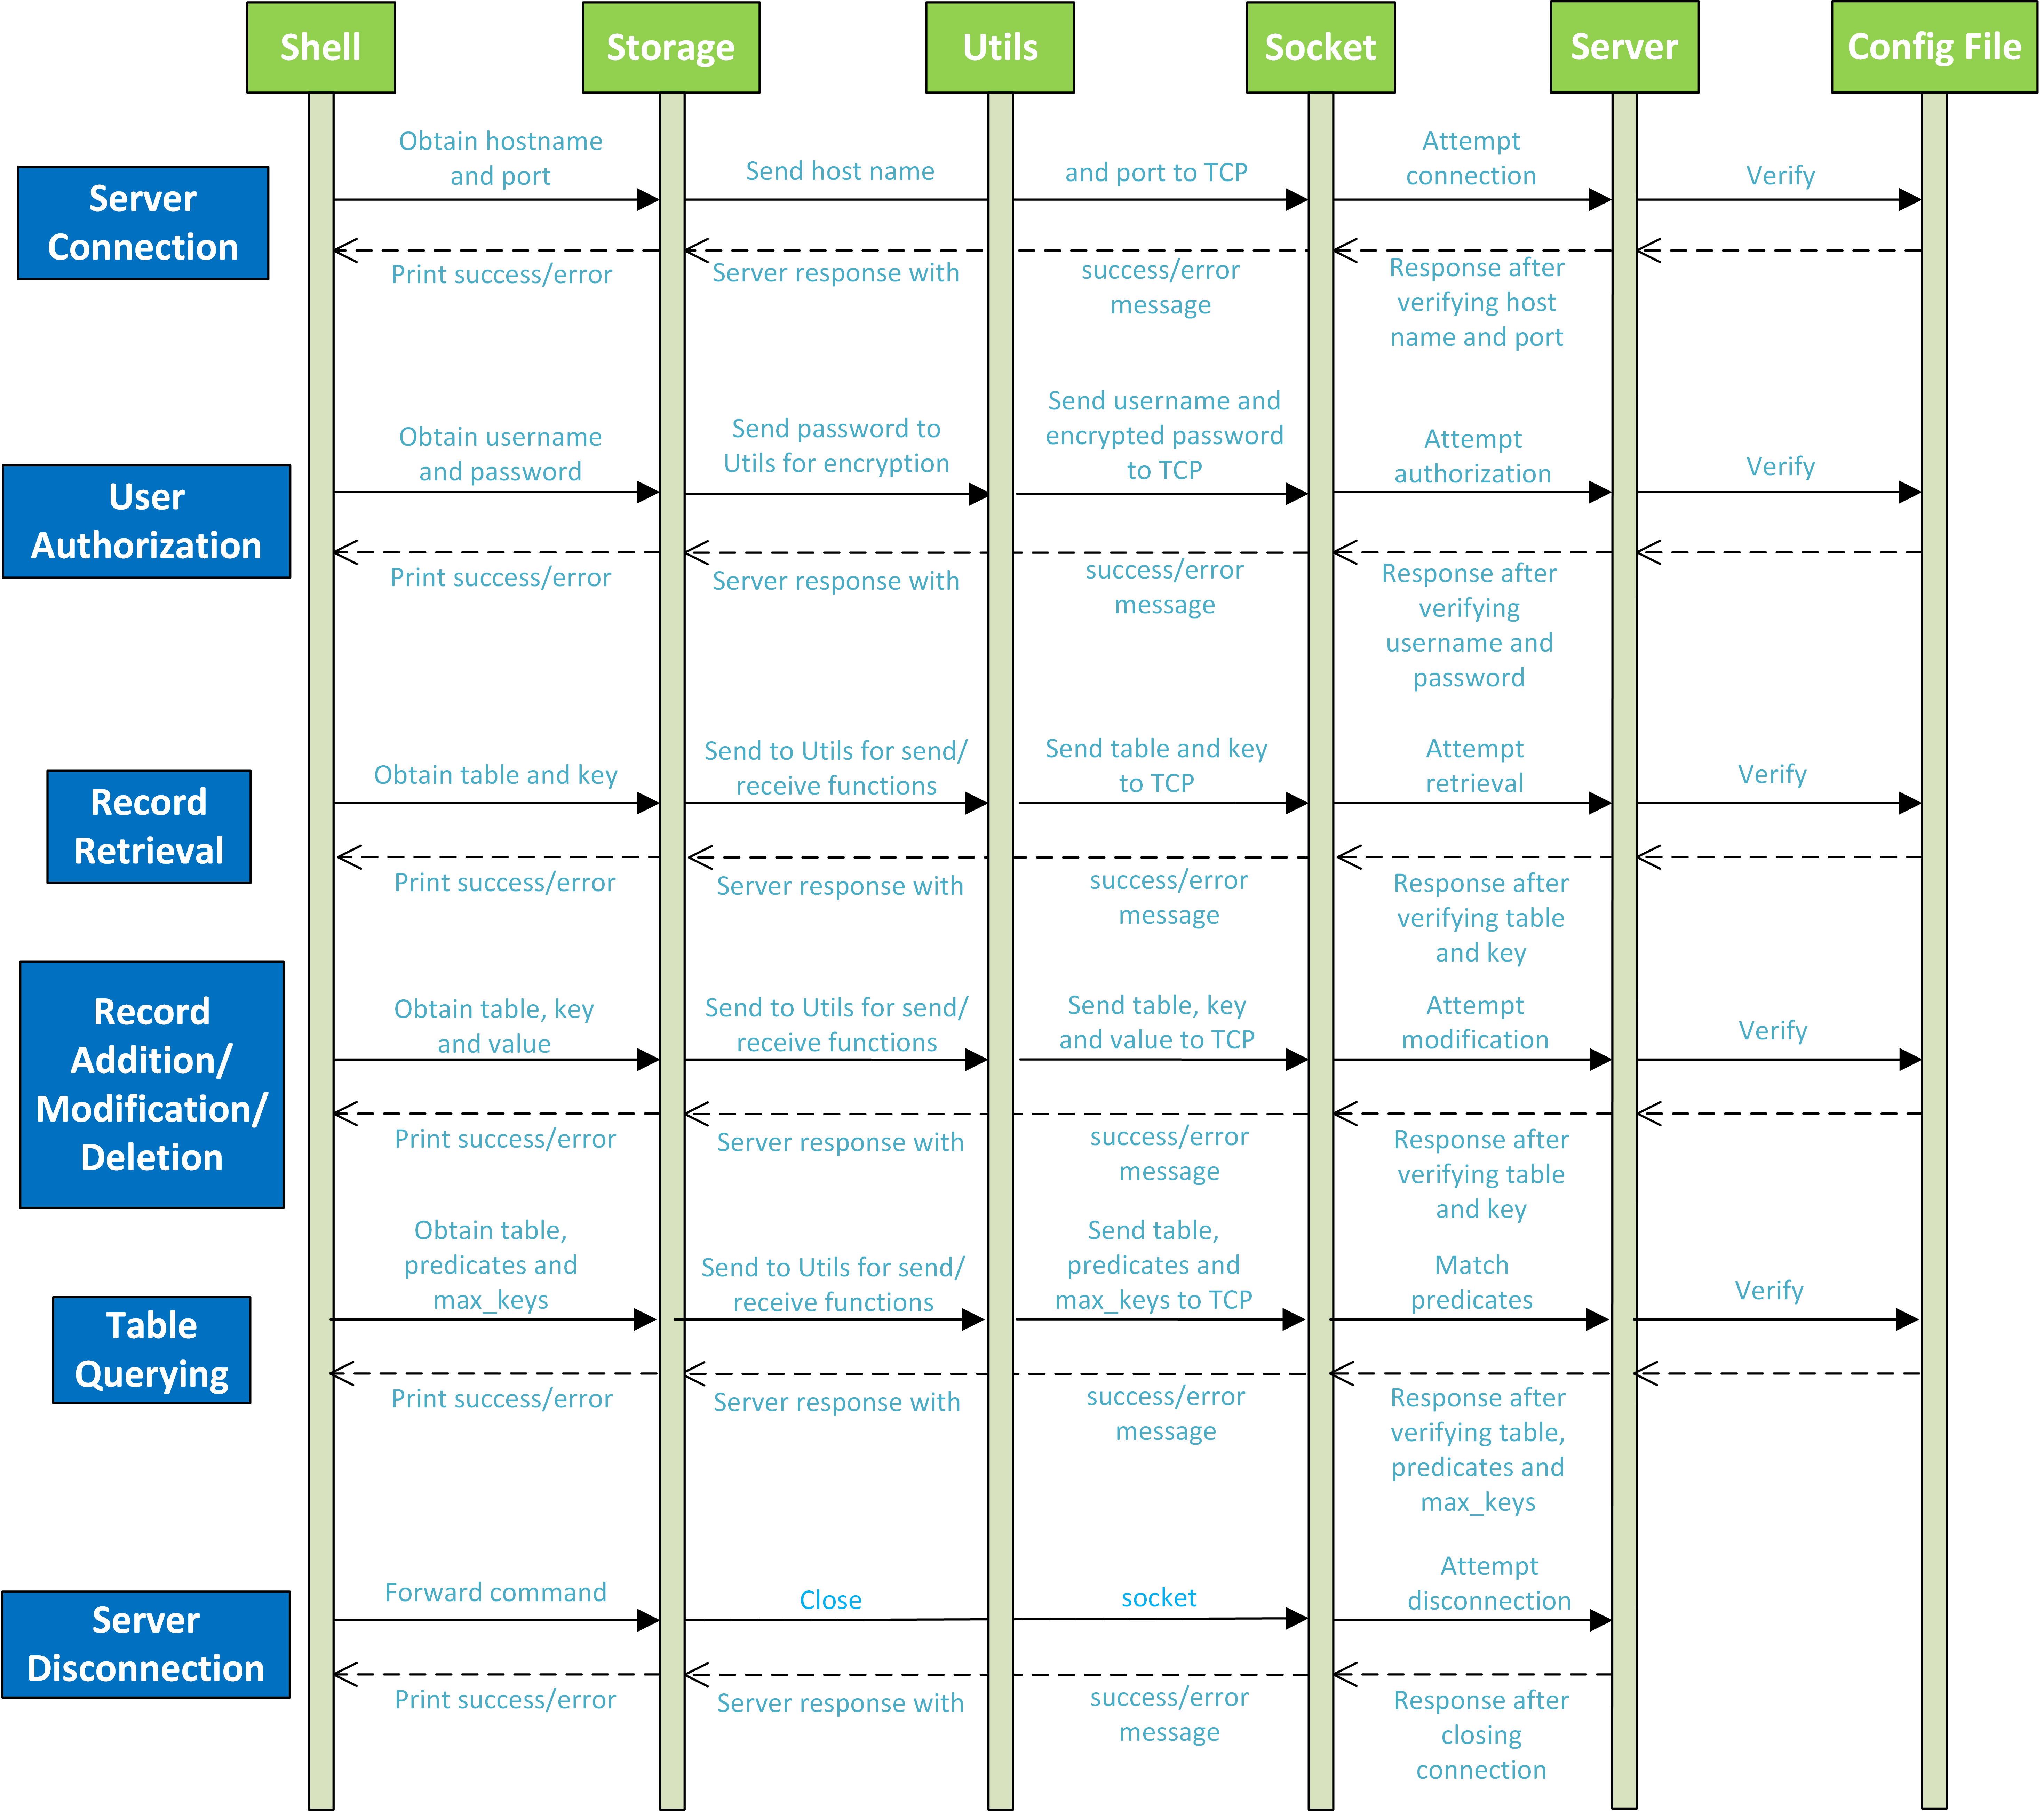 Shell
Storage
Utils
Socket
Server
Config File
Server
Connection
Obtain hostname
and port
Send host name
and port to TCP
Attempt
connection
Verify
Print success/error
Server response with
success/error
message
Response after
verifying host
name and port
User
Authorization
Obtain username
and password
Send password to
Utils for encryption
Send username and
encrypted password
to TCP
Attempt
authorization
Verify
Print success/error
Server response with
success/error
message
Response after
verifying
username and
password
Record
Retrieval
Obtain table and key
Send to Utils for send/
receive functions
Send table and key
to TCP
Attempt
retrieval
Verify
Print success/error
Server response with
success/error
message
Response after
verifying table
and key
Record
Addition/
Modification/
Deletion
Obtain table, key
and value
Send to Utils for send/
receive functions
Send table, key
and value to TCP
Attempt
modification
Verify
Print success/error
Server response with
success/error
message
Response after
verifying table
and key
Table
Querying
Obtain table,
predicates and
max_keys
Send to Utils for send/
receive functions
Send table,
predicates and
max_keys to TCP
Match
predicates
Verify
Print success/error
Server response with
success/error
message
Response after
verifying table,
predicates and
max_keys
Server
Disconnection
Forward command
Close
socket
Attempt
disconnection
Print success/error
Server response with
success/error
message
Response after
closing
connection